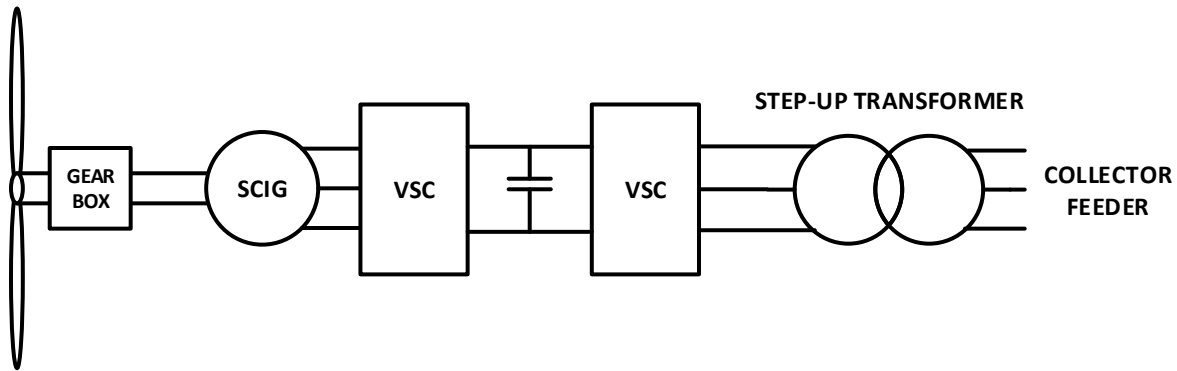 STEP-UP TRANSFORMER
GEAR
BOX
SCIG
VSC
VSC
COLLECTOR
FEEDER